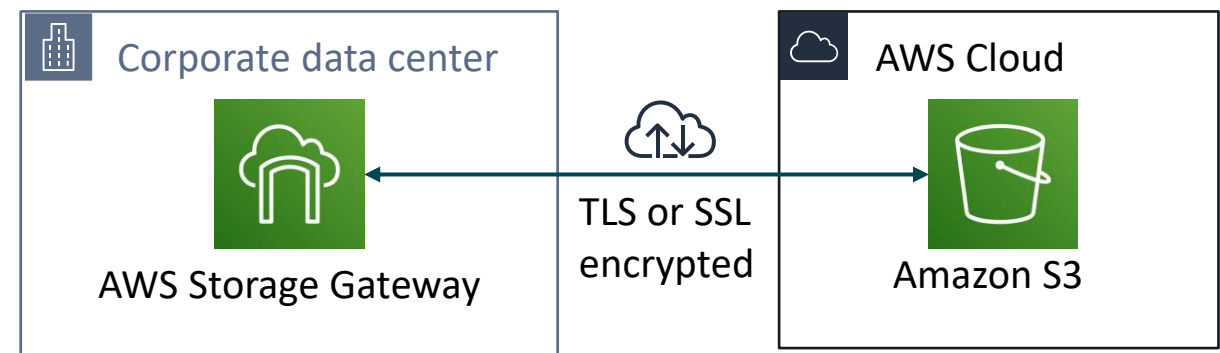 Corporate data center
AWS Storage Gateway
TLS or SSL
encrypted
AWS Cloud
Amazon S3